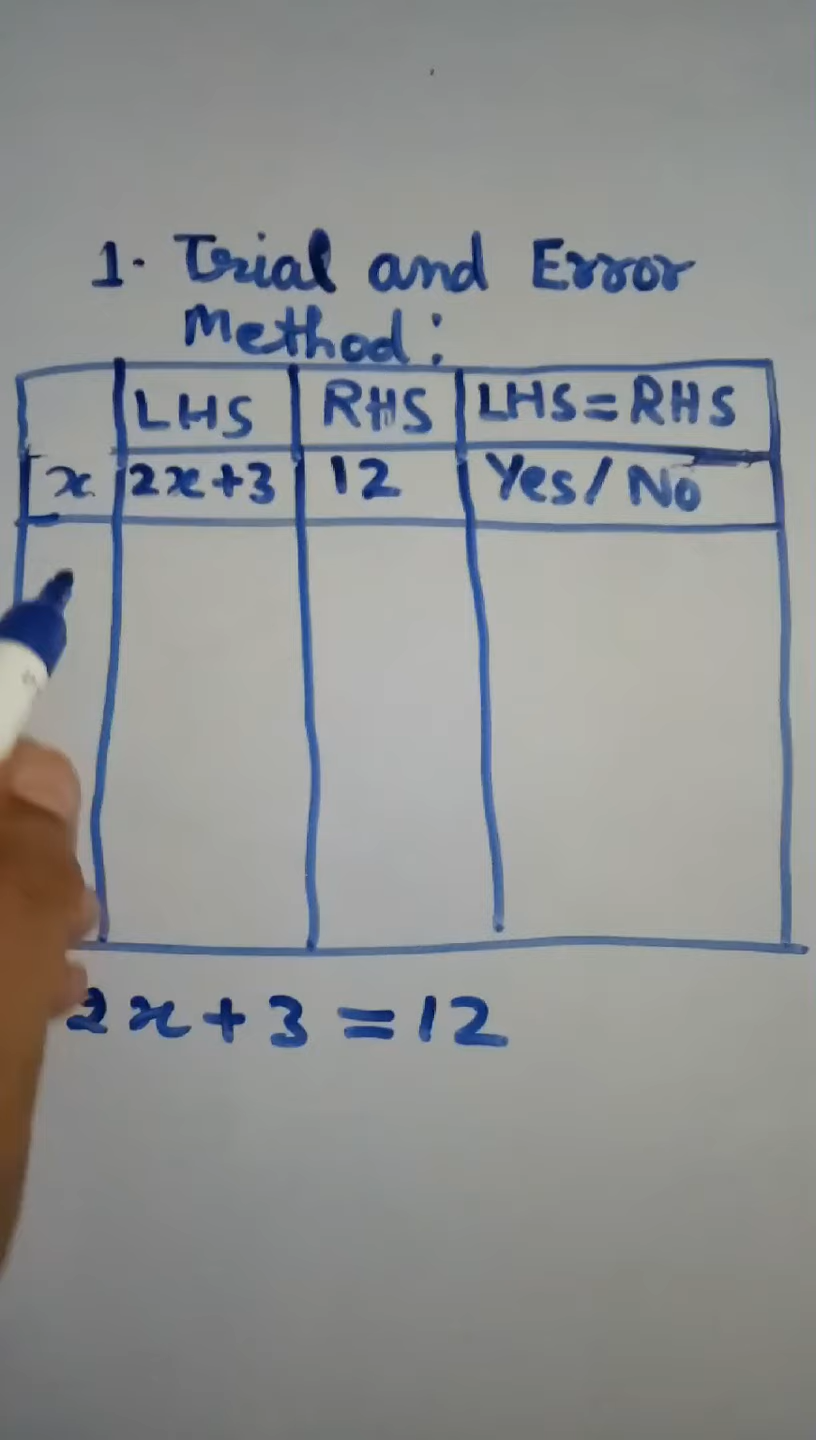 1. Trial and Error
Method:
LHS RHS LHS=RHS
x 2x+3 12 Yes/No
2x+3=12